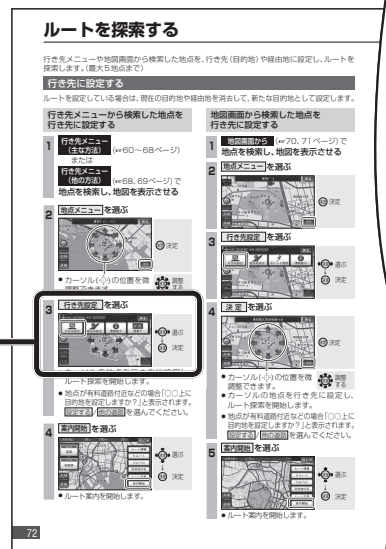 ルートを探索する
行き先メニューや地図画面から検索した地点を、行き先(目的地)や経由地に設定し、ルートを
探索します。(最大5地点まで)
行き先に設定する
ルートを設定している場合は、現在の目的地や経由地を消去して、新たな目的地として設定します。
行き先メニューから検索した地点を
行き先に設定する
1 行き先メニュー
(主な方法) (☞60〜68ページ)
または
行き先メニュー
(他の方法) (☞68、69ページ)で
地点を検索し、地図を表示させる
2 地点メニュー を選ぶ
決定
●カーソル(-¦-)の位置を微
調整できます。
調整
する
3 行き先設定 を選ぶ
選ぶ
決定
ルート探索を開始します。
●地点が有料道路付近などの場合「○○上に
目的地を設定しますか?」と表示されます。
設定する 他の道路 を選んでください。
4 案内開始 を選ぶ
選ぶ
決定
●ルート案内を開始します。
地図画面から検索した地点を
行き先に設定する
1 地図画面から (☞70、71ページ)で
地点を検索し、地図を表示させる
2 地点メニュー を選ぶ
決定
3 行き先設定 を選ぶ
選ぶ
決定
4 決 定 を選ぶ
決定
●カーソル(-¦-)の位置を微
調整できます。
調整
する
●カーソルの地点を行き先に設定し、
ルート探索を開始します。
●地点が有料道路付近などの場合「○○上に
目的地を設定しますか?」と表示されます。
設定する 他の道路 を選んでください。
5 案内開始 を選ぶ
選ぶ
決定
●ルート案内を開始します。
72